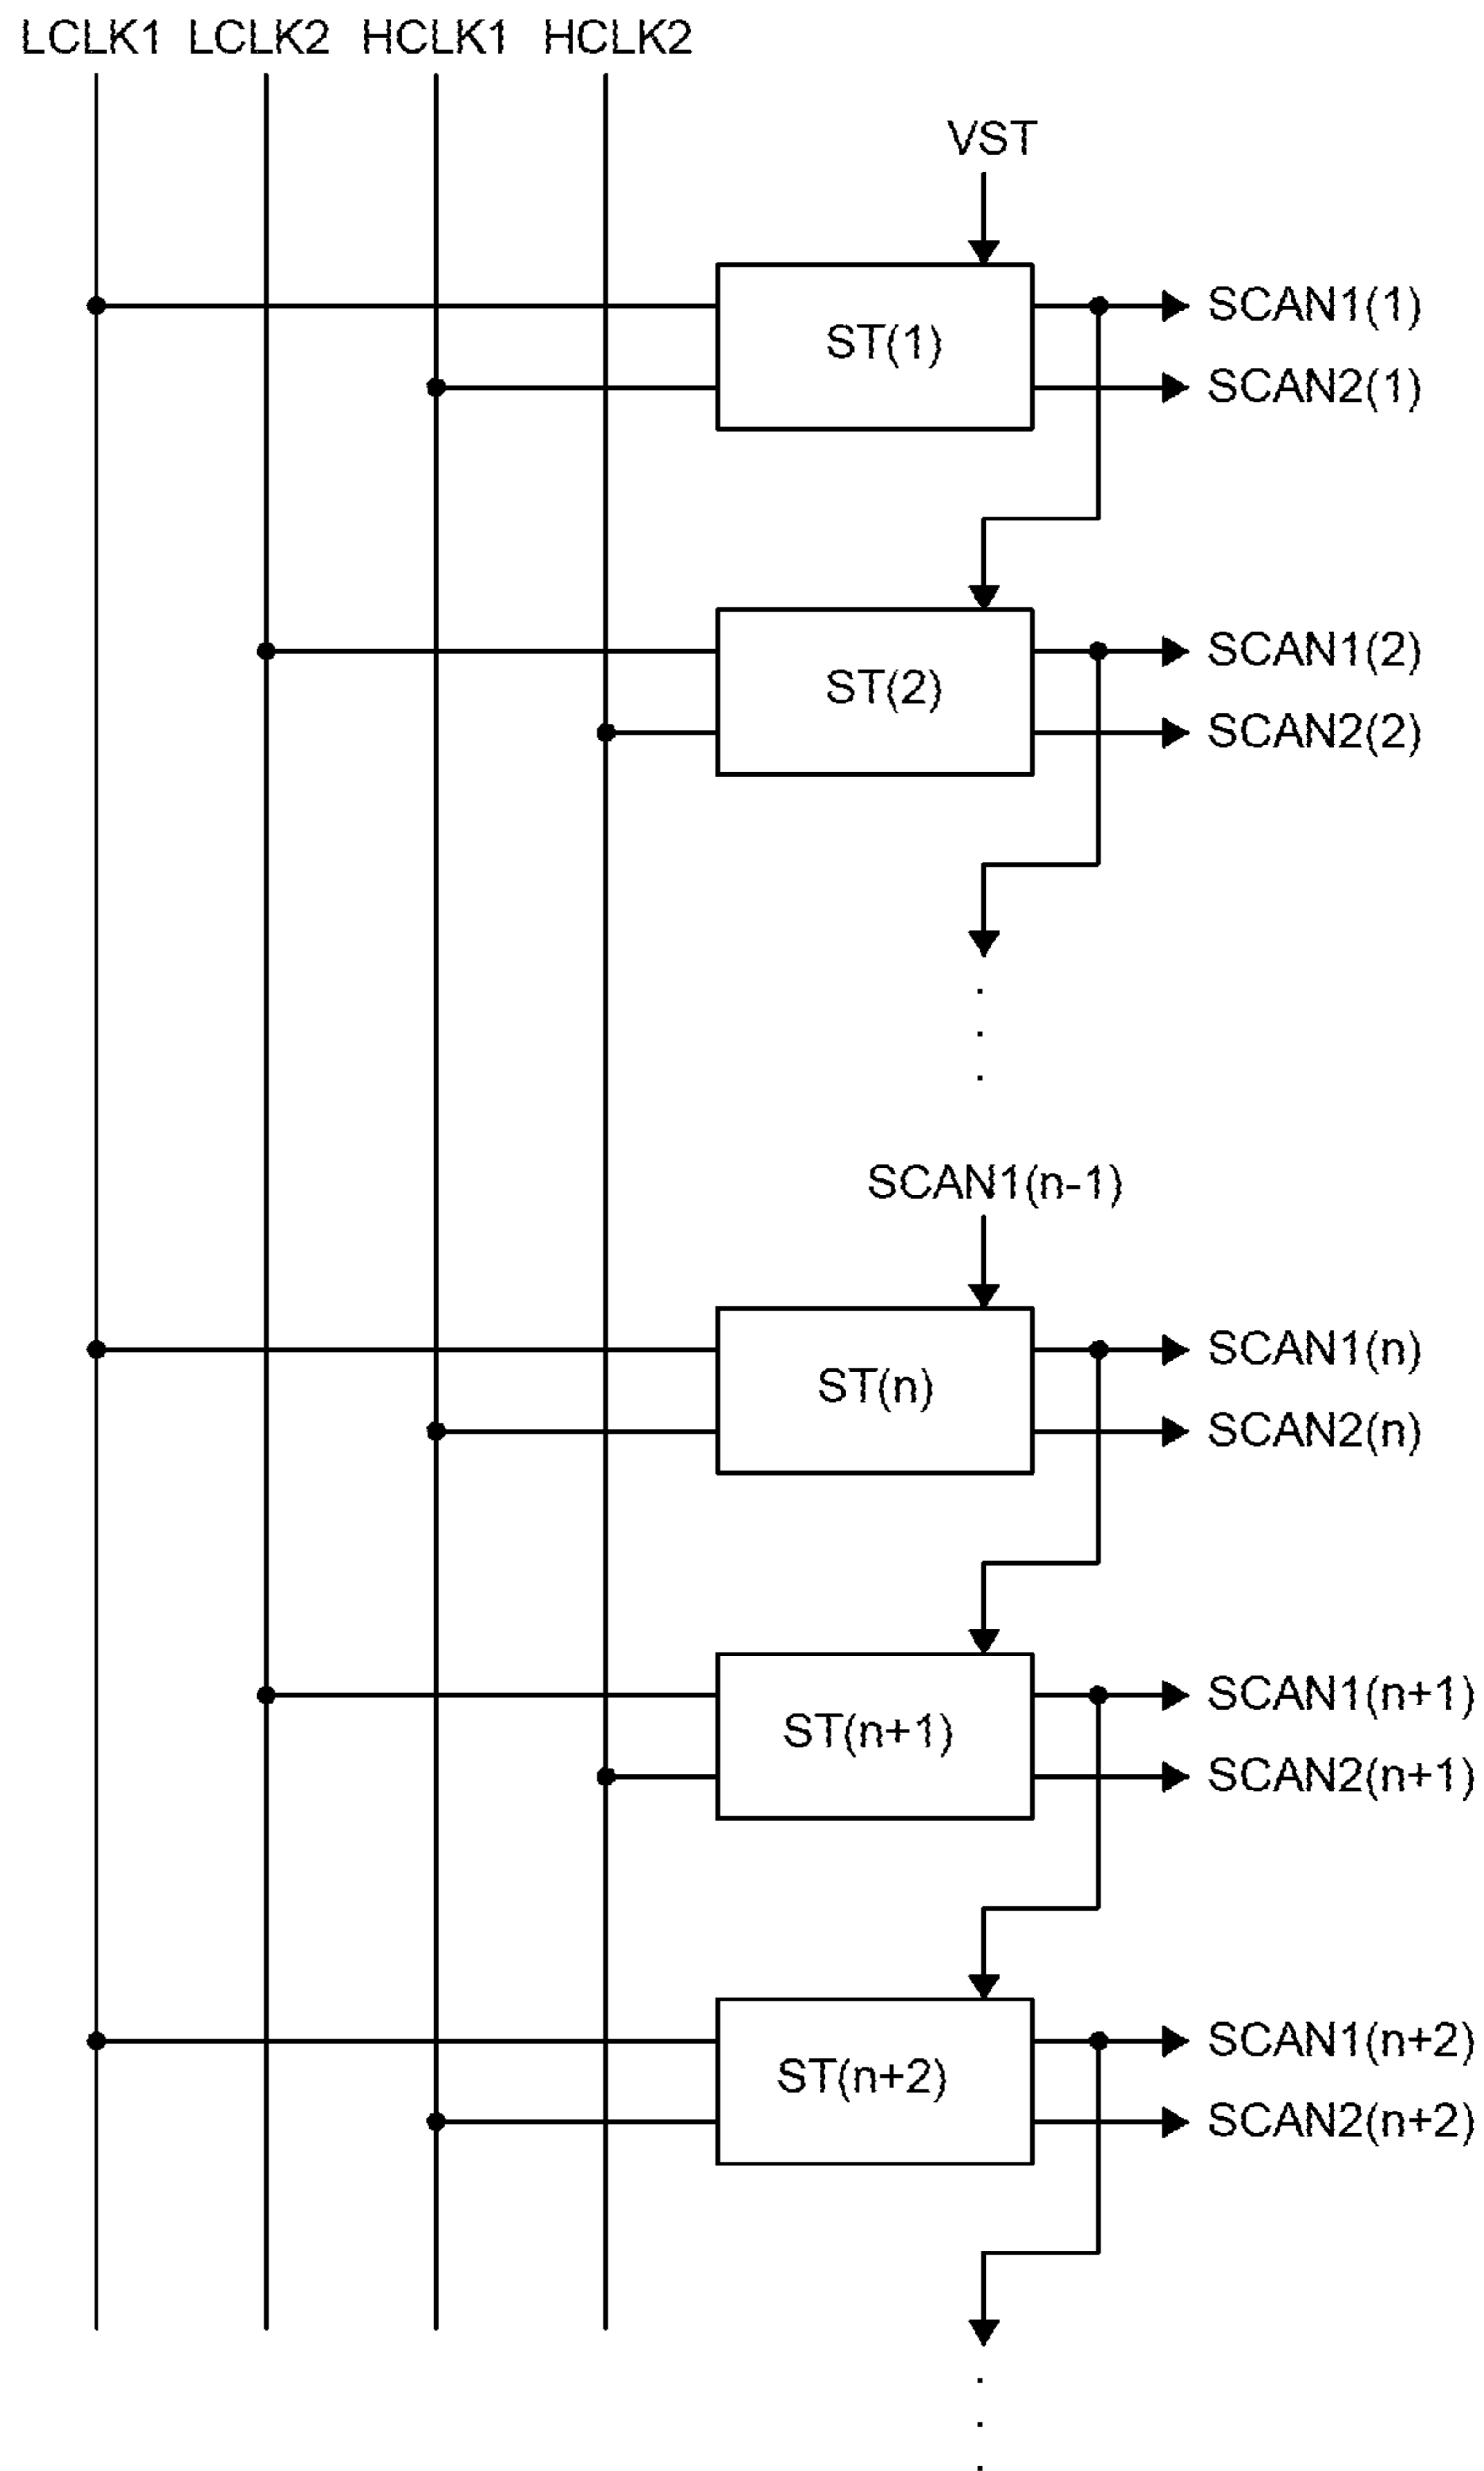 LCLK1 LCLK2 HCLK1 HCLK2
VST
SCAN1(1)
ST(1)
SCAN2(1)
SCAN1(2)
ST(2)
SCAN2(2)
SCAN1(n-1)
SCAN1(n)
ST(n)
SCAN2(n)
SCAN1(n+1)
ST(n+1)
SCAN2(n+1)
SCAN1(n+2)
ST(n+2)
SCAN2(n+2)